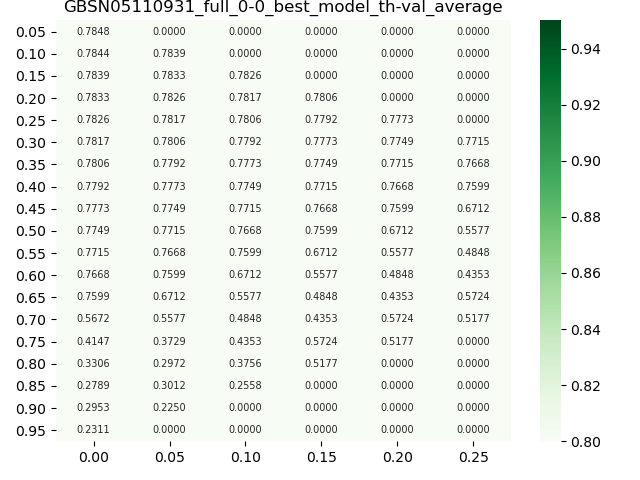 GBSN05110931_full_0-0_best_model_th-val_average
0.05 0.7848 0.0000 0.0000 0.0000 0.0000 0.0000
0.10 0.7844 0.7839 0.0000 0.0000 0.0000 0.0000
0.15 0.7839 0.7833 0.7826 0.0000 0.0000 0.0000
0.20 0.7833 0.7826 0.7817 0.7806 0.0000 0.0000
0.25 0.7826 0.7817 0.7806 0.7792 0.7773 0.0000
0.30 0.7817 0.7806 0.7792 0.7773 0.7749 0.7715
0.35 0.7806 0.7792 0.7773 0.7749 0.7715 0.7668
0.40 0.7792 0.7773 0.7749 0.7715 0.7668 0.7599
0.45 0.7773 0.7749 0.7715 0.7668 0.7599 0.6712
0.50 0.7749 0.7715 0.7668 0.7599 0.6712 0.5577
0.55 0.7715 0.7668 0.7599 0.6712 0.5577 0.4848
0.60 0.7668 0.7599 0.6712 0.5577 0.4848 0.4353
0.65 0.7599 0.6712 0.5577 0.4848 0.4353 0.5724
0.70 0.5672 0.5577 0.4848 0.4353 0.5724 0.5177
0.75 0.4147 0.3729 0.4353 0.5724 0.5177 0.0000
0.80 0.3306 0.2972 0.3756 0.5177 0.0000 0.0000
0.85 0.2789 0.3012 0.2558 0.0000 0.0000 0.0000
0.90 0.2953 0.2250 0.0000 0.0000 0.0000 0.0000
0.95 0.2311 0.0000 0.0000 0.0000 0.0000 0.0000
0.00 0.05 0.10 0.15 0.20 0.25
0.94
0.92
0.90
0.88
0.86
0.84
0.82
0.80